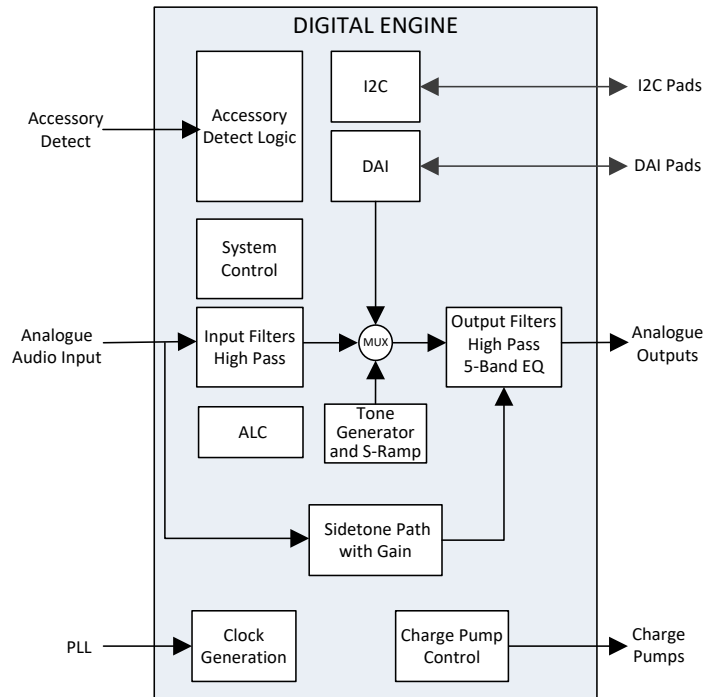 DIGITAL ENGINE
Accessory
Detect
Accessory
Detect Logic
I2C
I2C Pads
DAI
DAI Pads
System
Control
Analogue
Audio Input
Input Filters
High Pass
MUX
Output Filters
High Pass
5-Band EQ
Analogue
Outputs
ALC
Tone
Generator
and S-Ramp
Sidetone Path
with Gain
PLL
Clock
Generation
Charge Pump
Control
Charge
Pumps